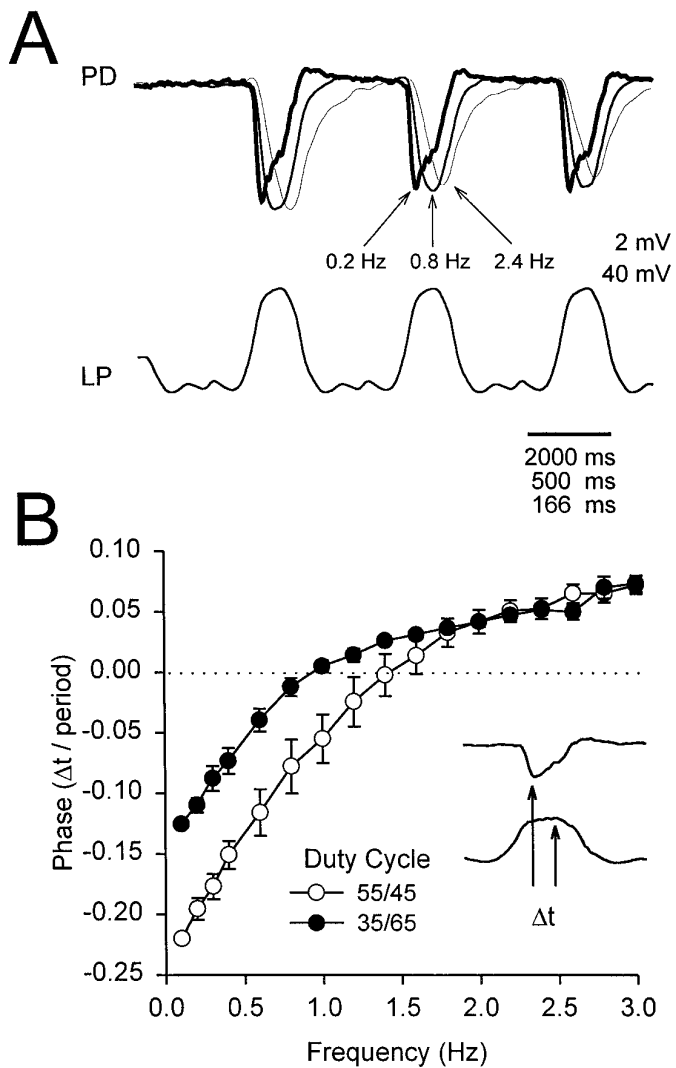 A
PD
0.2 Hz
0.8 Hz
2.4 Hz
2 mV
40 mV
LP
2000 ms
500 ms
166 ms
B
0.10
0.05
0.00
-0.05
-0.10
-0.15
-0.20
-0.25
Phase (Δt / period)
Duty Cycle
55/45
35/65
Δt
0.0
0.5
1.0
1.5
2.0
2.5
3.0
Frequency (Hz)